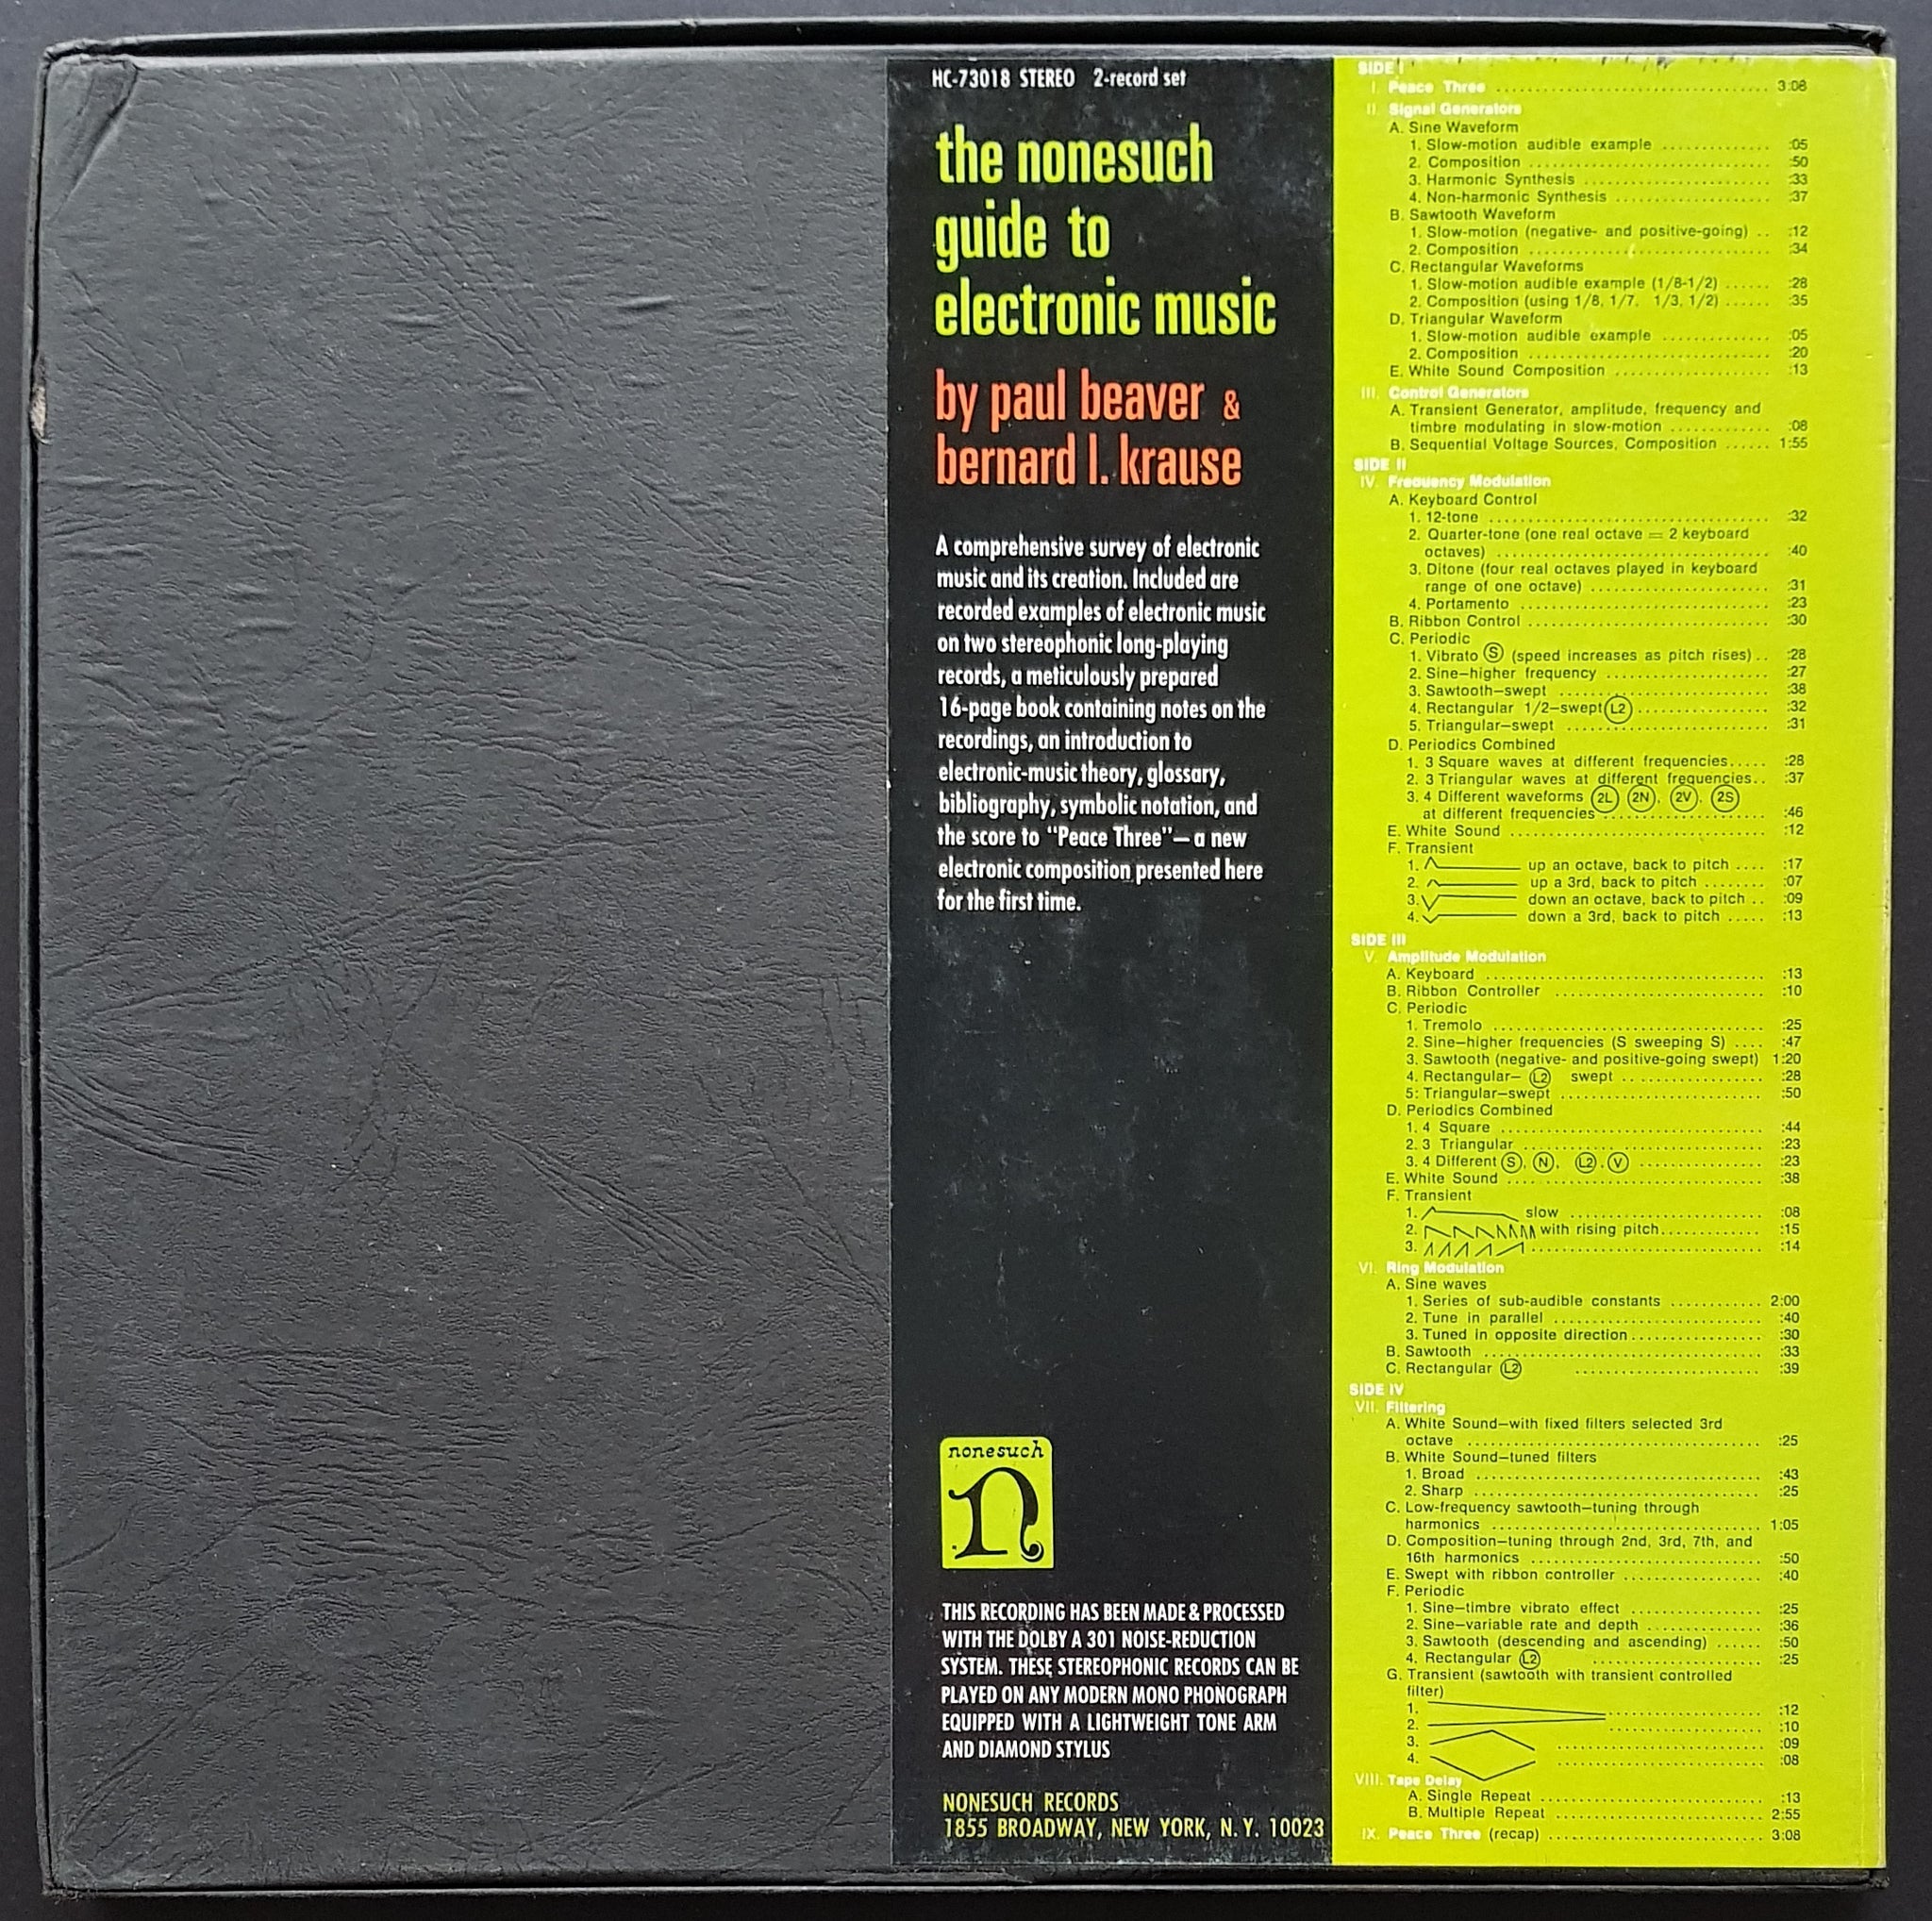 HC-73018 STEREO 2-record set
the nonesuch
guide to
electronic music
by paul beaver &
bernard l. krause
A comprehensive survey of electronic
music and its creation. Included are
recorded examples of electronic music
on two stereophonic long-playing
records, a meticulously prepared
16-page book containing notes on the
recordings, an introduction to
electronic-music theory, glossary,
bibliography, symbolic notation, and
the score to "Peace Three"—a new
electronic composition presented here
for the first time.
nonesuch
n
THIS RECORDING HAS BEEN MADE & PROCESSED
WITH THE DOLBY A 301 NOISE-REDUCTION
SYSTEM. THESE STEREOPHONIC RECORDS CAN BE
PLAYED ON ANY MODERN MONO PHONOGRAPH
EQUIPPED WITH A LIGHTWEIGHT TONE ARM
AND DIAMOND STYLUS
NONESUCH RECORDS
1855 BROADWAY, NEW YORK, N.Y. 10023
SIDE I
I. Peace Three 3:08
II. Signal Generators
A. Sine Waveform
1. Slow-motion audible example :05
2. Composition :50
3. Harmonic Synthesis :33
4. Non-harmonic Synthesis :37
B. Sawtooth Waveform
1. Slow-motion (negative- and positive-going) :12
2. Composition :34
C. Rectangular Waveforms
1. Slow-motion audible example (1/8-1/2) :28
2. Composition (using 1/8, 1/7, 1/3, 1/2) :35
D. Triangular Waveform
1. Slow-motion audible example :05
2. Composition :20
E. White Sound Composition :13
III. Control Generators
A. Transient Generator, amplitude, frequency and
timbre modulating in slow-motion :08
B. Sequential Voltage Sources, Composition 1:55
SIDE II
IV. Frequency Modulation
A. Keyboard Control
1. 12-tone :32
2. Quarter-tone (one real octave = 2 keyboard
octaves) :40
3. Ditone (four real octaves played in keyboard
range of one octave) :31
4. Portamento :23
B. Ribbon Control :30
C. Periodic
1. Vibrato S (speed increases as pitch rises) :28
2. Sine—higher frequency :27
3. Sawtooth—swept :38
4. Rectangular 1/2—swept L2 :32
5. Triangular—swept :31
D. Periodics Combined
1. 3 Square waves at different frequencies :28
2. 3 Triangular waves at different frequencies :37
3. 4 Different waveforms 2L 2N, 2V, 2S
at different frequencies :46
E. White Sound :12
F. Transient
1. up an octave, back to pitch :17
2. up a 3rd, back to pitch :07
3. down an octave, back to pitch :09
4. down a 3rd, back to pitch :13
SIDE III
V. Amplitude Modulation
A. Keyboard :13
B. Ribbon Controller :10
C. Periodic
1. Tremolo :25
2. Sine—higher frequencies (S sweeping S) :47
3. Sawtooth (negative- and positive-going swept) 1:20
4. Rectangular— L2 swept :28
5: Triangular—swept :50
D. Periodics Combined
1. 4 Square :44
2. 3 Triangular :23
3. 4 Different S, N, L2, V :23
E. White Sound :38
F. Transient
1. slow :08
2. with rising pitch :15
3. :14
VI. Ring Modulation
A. Sine waves
1. Series of sub-audible constants 2:00
2. Tune in parallel :40
3. Tuned in opposite direction :30
B. Sawtooth :33
C. Rectangular L2 :39
SIDE IV
VII. Filtering
A. White Sound—with fixed filters selected 3rd
octave :25
B. White Sound—tuned filters
1. Broad :43
2. Sharp :25
C. Low-frequency sawtooth—tuning through
harmonics 1:05
D. Composition—tuning through 2nd, 3rd, 7th, and
16th harmonics :50
E. Swept with ribbon controller :40
F. Periodic
1. Sine—timbre vibrato effect :25
2. Sine—variable rate and depth :36
3. Sawtooth (descending and ascending) :50
4. Rectangular L2 :25
G. Transient (sawtooth with transient controlled
filter)
1. :12
2. :10
3. :09
4. :08
VIII. Tape Delay
A. Single Repeat :13
B. Multiple Repeat 2:55
IX. Peace Three (recap) 3:08